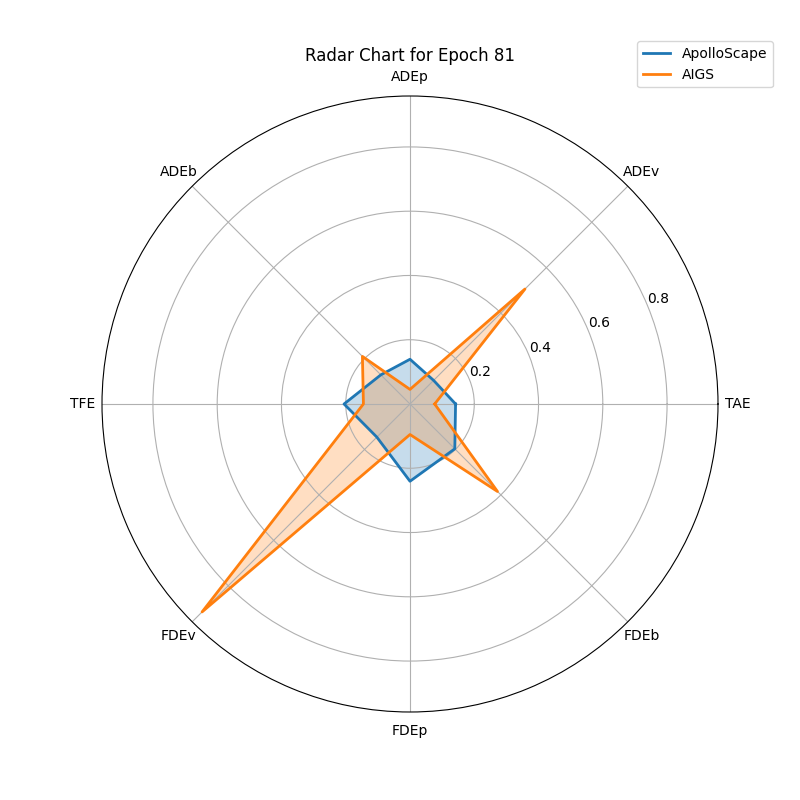 Radar Chart for Epoch 81
ApolloScape
AIGS
ADEp
ADEb
ADEv
0.8
0.6
0.4
0.2
TFE
TAE
FDEv
FDEb
FDEp